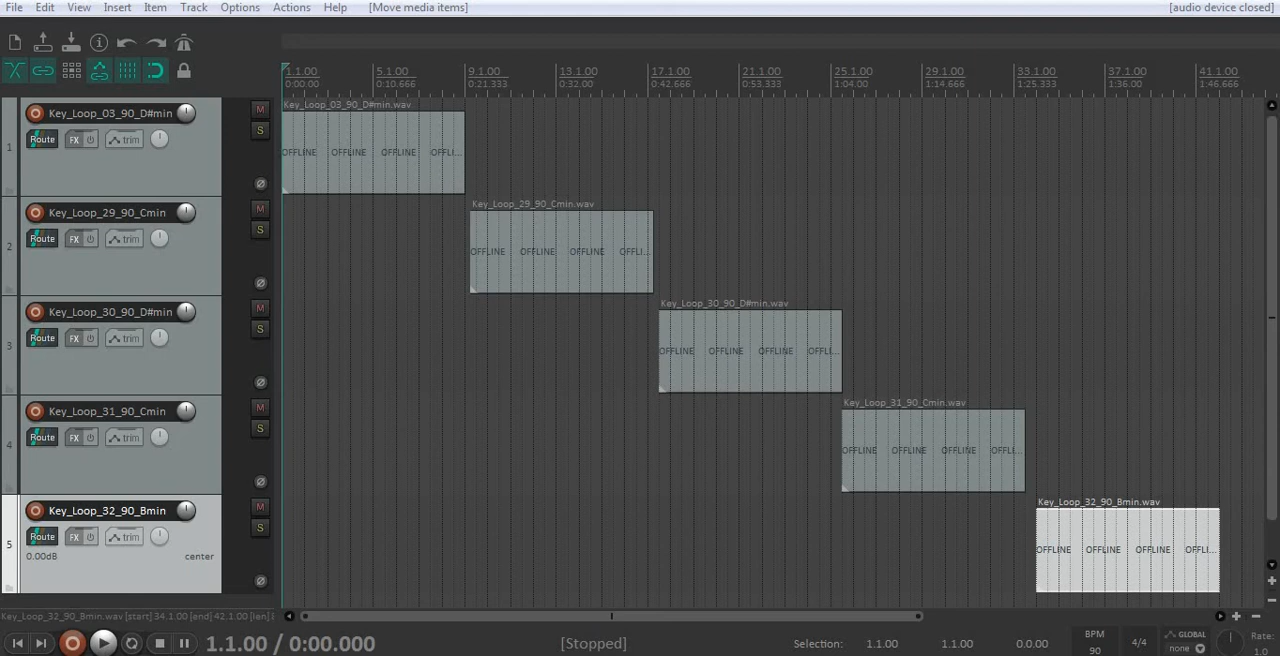 File Edit View Insert Item Track Options Actions Help [Move media items] [audio device closed]
1.1.00 5.1.00 9.1.00 13.1.00 17.1.00 21.1.00 25.1.00 29.1.00 33.1.00 37.1.00 41.1.00
0:00.00 0:10.666 0:21.333 0:32.00 0:42.666 0:53.333 1:04.00 1:14.666 1:25.333 1:36.00 1:46.666
Key_Loop_03_90_D#min.wav
1 Key_Loop_03_90_D#min M
Route FX trim S
OFFLINE OFFLINE OFFLINE OFFLI...
Key_Loop_29_90_Cmin.wav
2 Key_Loop_29_90_Cmin M
Route FX trim S
OFFLINE OFFLINE OFFLINE OFFLI...
Key_Loop_30_90_D#min.wav
3 Key_Loop_30_90_D#min M
Route FX trim S
OFFLINE OFFLINE OFFLINE OFFLI...
Key_Loop_31_90_Cmin.wav
4 Key_Loop_31_90_Cmin M
Route FX trim S
OFFLINE OFFLINE OFFLINE OFFLI...
Key_Loop_32_90_Bmin.wav
5 Key_Loop_32_90_Bmin M
Route FX trim S
0.00dB center
OFFLINE OFFLINE OFFLINE OFFLI...
Key_Loop_32_90_Bmin.wav [start] 34.1.00 [end] 42.1.00 [len]
1.1.00 / 0:00.000 [Stopped] Selection: 1.1.00 1.1.00 0.0.00 BPM 90 4/4 GLOBAL none Rate: 1.0